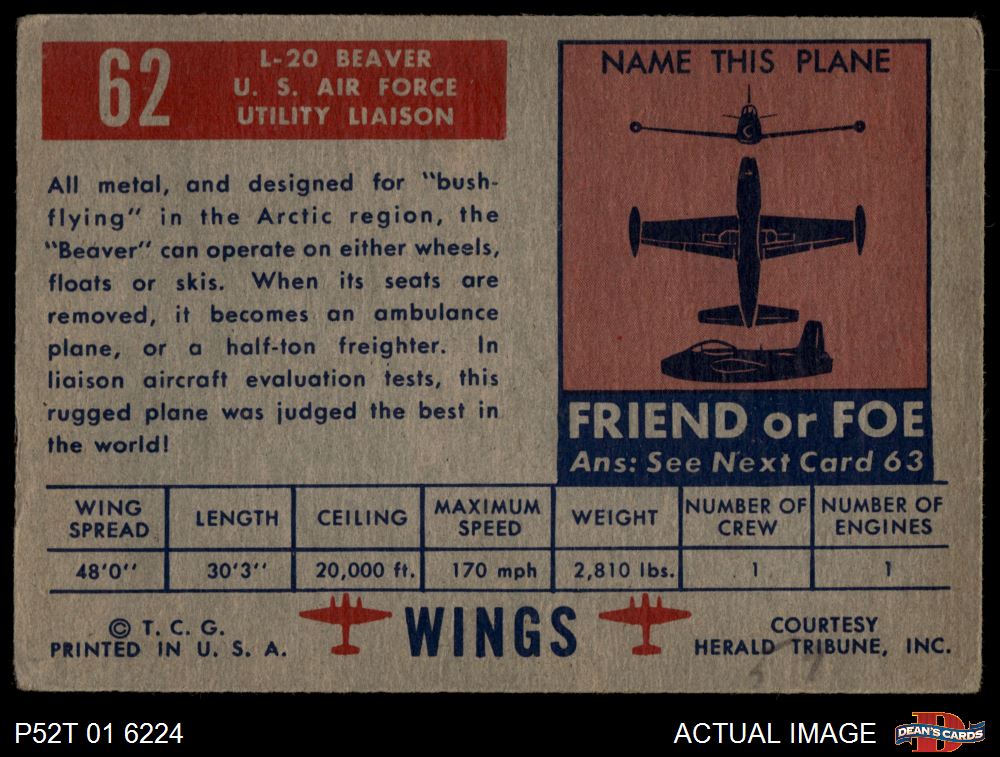 62
L-20 BEAVER
U. S. AIR FORCE
UTILITY LIAISON
All metal, and designed for "bush-
flying" in the Arctic region, the
"Beaver" can operate on either wheels,
floats or skis. When its seats are
removed, it becomes an ambulance
plane, or a half-ton freighter. In
liaison aircraft evaluation tests, this
rugged plane was judged the best in
the world!
NAME THIS PLANE
FRIEND or FOE
Ans: See Next Card 63
WING SPREAD
LENGTH
CEILING
MAXIMUM SPEED
WEIGHT
NUMBER OF CREW
NUMBER OF ENGINES
48'0''
30'3''
20,000 ft.
170 mph
2,810 lbs.
1
1
© T. C. G.
PRINTED IN U. S. A.
WINGS
COURTESY
HERALD TRIBUNE, INC.
P52T 01 6224
ACTUAL IMAGE
D
DEAN'S CARDS